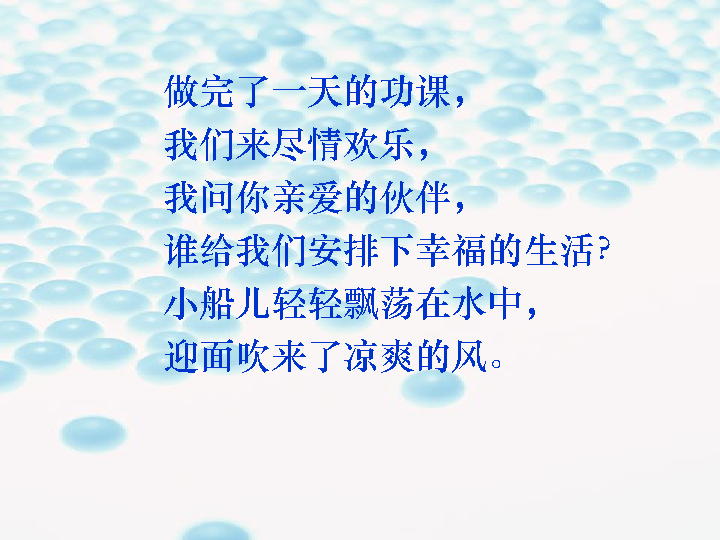 做完了一天的功课，
我们来尽情欢乐，
我问你亲爱的伙伴，
谁给我们安排下幸福的生活？
小船儿轻轻飘荡在水中，
迎面吹来了凉爽的风。